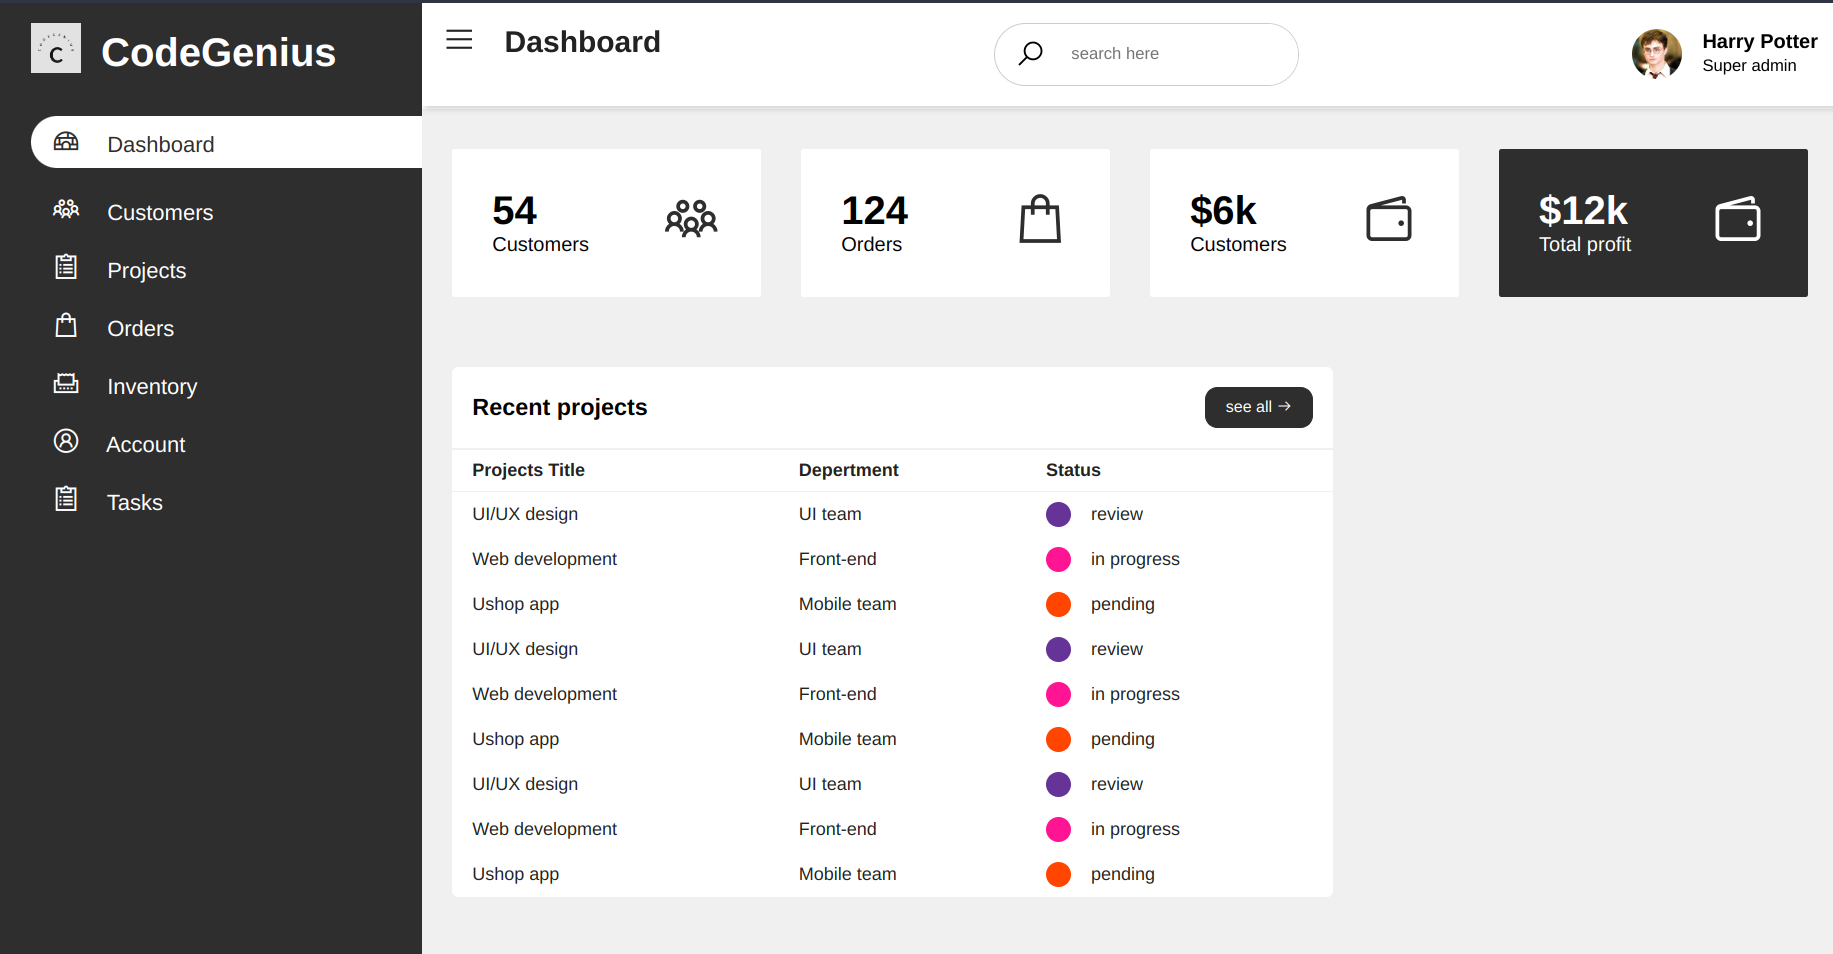 CodeGenius
C
Dashboard
Customers
Projects
Orders
Inventory
Account
Tasks
Dashboard
search here
Harry Potter
Super admin
54
Customers
124
Orders
$6k
Customers
$12k
Total profit
Recent projects
see all →
Projects Title Depertment Status
UI/UX design UI team review
Web development Front-end in progress
Ushop app Mobile team pending
UI/UX design UI team review
Web development Front-end in progress
Ushop app Mobile team pending
UI/UX design UI team review
Web development Front-end in progress
Ushop app Mobile team pending